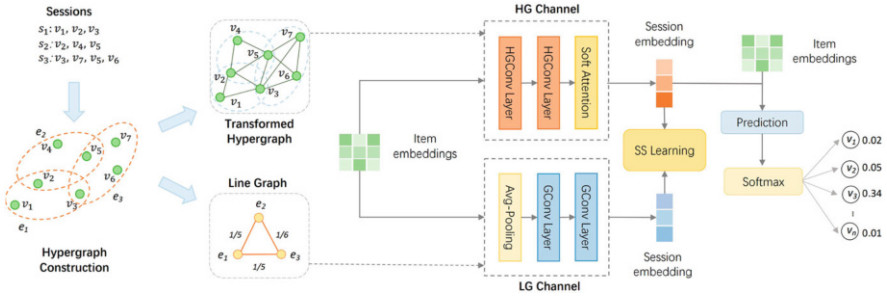 Sessions
s1: v1, v2, v3
s2: v2, v4, v5
s3: v3, v7, v5, v6
e2
v4
v5
v7
v2
v6
v1
v3
e3
e1
Hypergraph
Construction
v4
v7
v5
v2
v6
v3
v1
Transformed
Hypergraph
Line Graph
e2
1/5
1/6
e1
e3
1/5
Item
embeddings
HG Channel
HGConv Layer
HGConv Layer
Soft Attention
Avg-Pooling
GConv Layer
GConv Layer
LG Channel
Session
embedding
SS Learning
Session
embedding
Item
embeddings
Prediction
Softmax
v1 0.02
v2 0.05
v3 0.34
vn 0.01